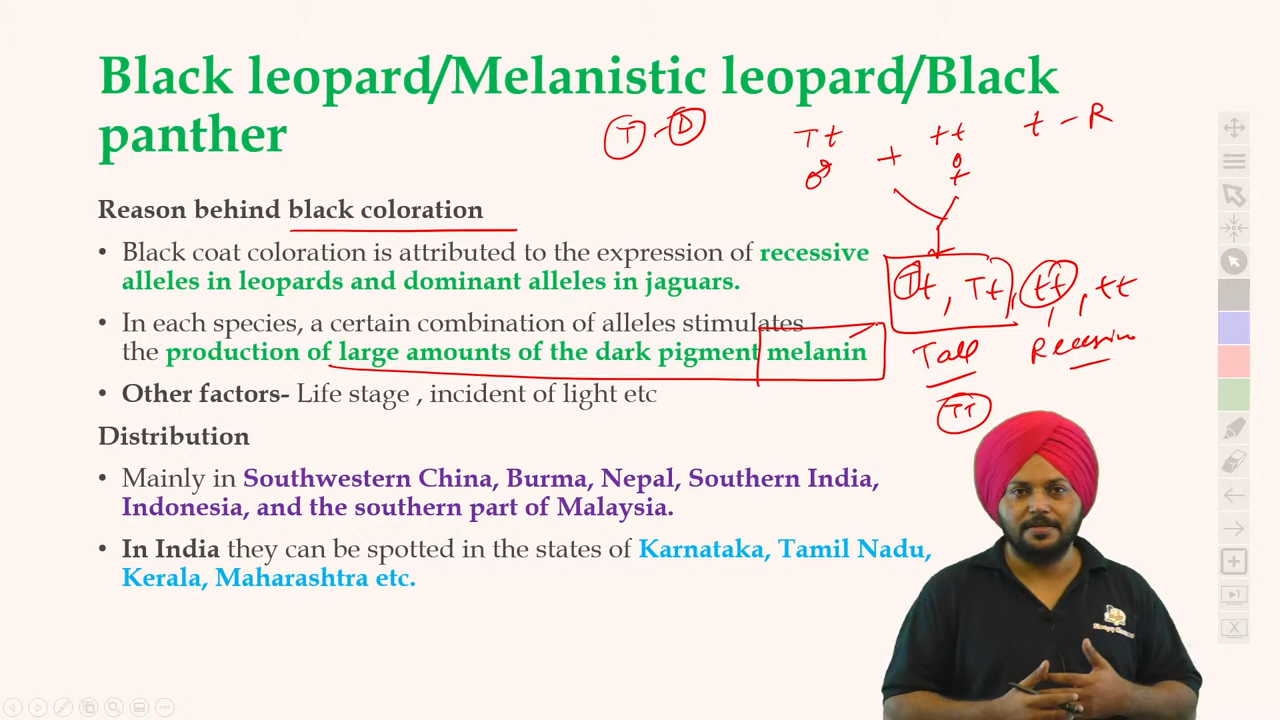 Black leopard/Melanistic leopard/Black
panther
T - D
Tt + tt
t - R
Reason behind black coloration
• Black coat coloration is attributed to the expression of recessive
alleles in leopards and dominant alleles in jaguars.
Tt, Tt, tt, tt
• In each species, a certain combination of alleles stimulates
the production of large amounts of the dark pigment melanin
Tall
Recessive
• Other factors- Life stage , incident of light etc
TT
Distribution
• Mainly in Southwestern China, Burma, Nepal, Southern India,
Indonesia, and the southern part of Malaysia.
• In India they can be spotted in the states of Karnataka, Tamil Nadu,
Kerala, Maharashtra etc.